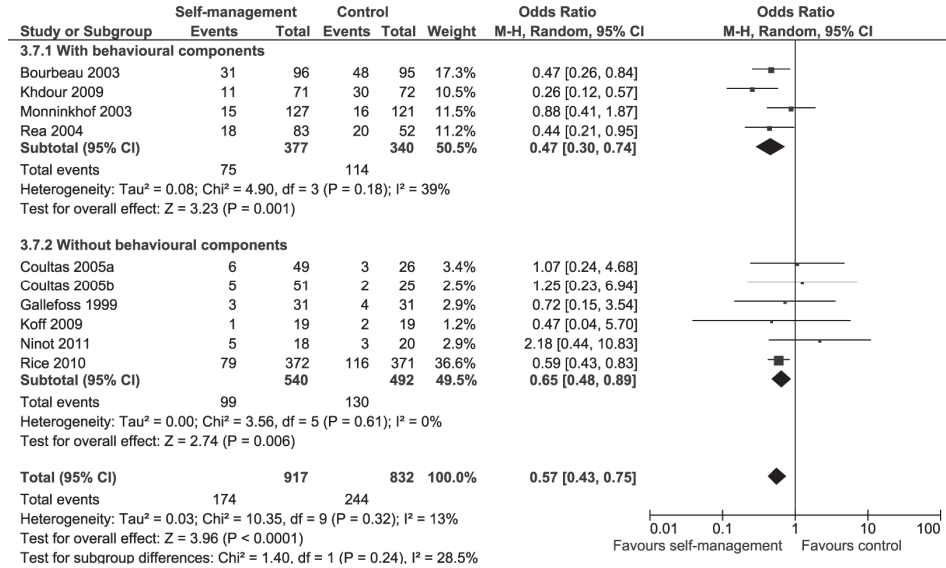 Self-management Control Odds Ratio Odds Ratio
Study or Subgroup Events Total Events Total Weight M-H, Random, 95% CI M-H, Random, 95% CI
3.7.1 With behavioural components
Bourbeau 2003 31 96 48 95 17.3% 0.47 [0.26, 0.84]
Khdour 2009 11 71 30 72 10.5% 0.26 [0.12, 0.57]
Monninkhof 2003 15 127 16 121 11.5% 0.88 [0.41, 1.87]
Rea 2004 18 83 20 52 11.2% 0.44 [0.21, 0.95]
Subtotal (95% CI) 377 340 50.5% 0.47 [0.30, 0.74]
Total events 75 114
Heterogeneity: Tau² = 0.08; Chi² = 4.90, df = 3 (P = 0.18); I² = 39%
Test for overall effect: Z = 3.23 (P = 0.001)
3.7.2 Without behavioural components
Coultas 2005a 6 49 3 26 3.4% 1.07 [0.24, 4.68]
Coultas 2005b 5 51 2 25 2.5% 1.25 [0.23, 6.94]
Gallefoss 1999 3 31 4 31 2.9% 0.72 [0.15, 3.54]
Koff 2009 1 19 2 19 1.2% 0.47 [0.04, 5.70]
Ninot 2011 5 18 3 20 2.9% 2.18 [0.44, 10.83]
Rice 2010 79 372 116 371 36.6% 0.59 [0.43, 0.83]
Subtotal (95% CI) 540 492 49.5% 0.65 [0.48, 0.89]
Total events 99 130
Heterogeneity: Tau² = 0.00; Chi² = 3.56, df = 5 (P = 0.61); I² = 0%
Test for overall effect: Z = 2.74 (P = 0.006)
Total (95% CI) 917 832 100.0% 0.57 [0.43, 0.75]
Total events 174 244
Heterogeneity: Tau² = 0.03; Chi² = 10.35, df = 9 (P = 0.32); I² = 13%
Test for overall effect: Z = 3.96 (P < 0.0001)
Test for subgroup differences: Chi² = 1.40, df = 1 (P = 0.24), I² = 28.5%
0.01 0.1 1 10 100
Favours self-management Favours control